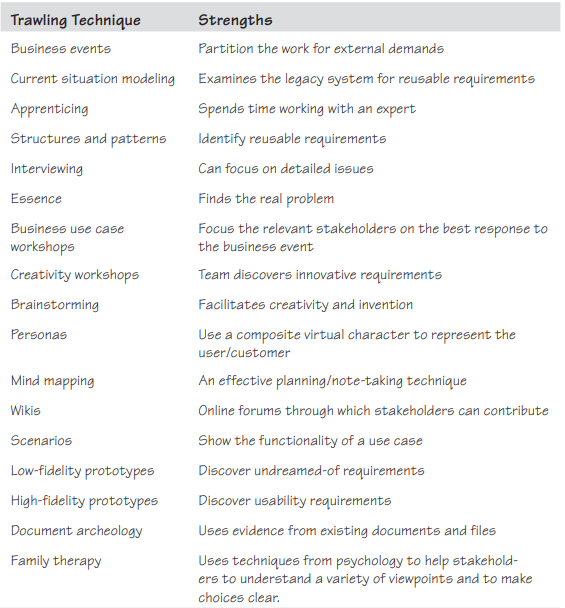 Trawling Technique Strengths
Business events Partition the work for external demands
Current situation modeling Examines the legacy system for reusable requirements
Apprenticing Spends time working with an expert
Structures and patterns Identify reusable requirements
Interviewing Can focus on detailed issues
Essence Finds the real problem
Business use case Focus the relevant stakeholders on the best response to
workshops the business event
Creativity workshops Team discovers innovative requirements
Brainstorming Facilitates creativity and invention
Personas Use a composite virtual character to represent the
user/customer
Mind mapping An effective planning/note-taking technique
Wikis Online forums through which stakeholders can contribute
Scenarios Show the functionality of a use case
Low-fidelity prototypes Discover undreamed-of requirements
High-fidelity prototypes Discover usability requirements
Document archeology Uses evidence from existing documents and files
Family therapy Uses techniques from psychology to help stakehold-
ers to understand a variety of viewpoints and to make
choices clear.